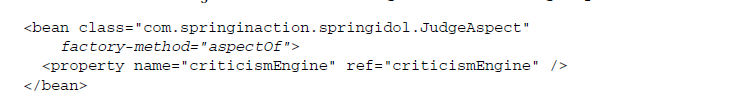 <bean class="com.springinaction.springidol.JudgeAspect"
factory-method="aspectOf">
<property name="criticismEngine" ref="criticismEngine" />
</bean>